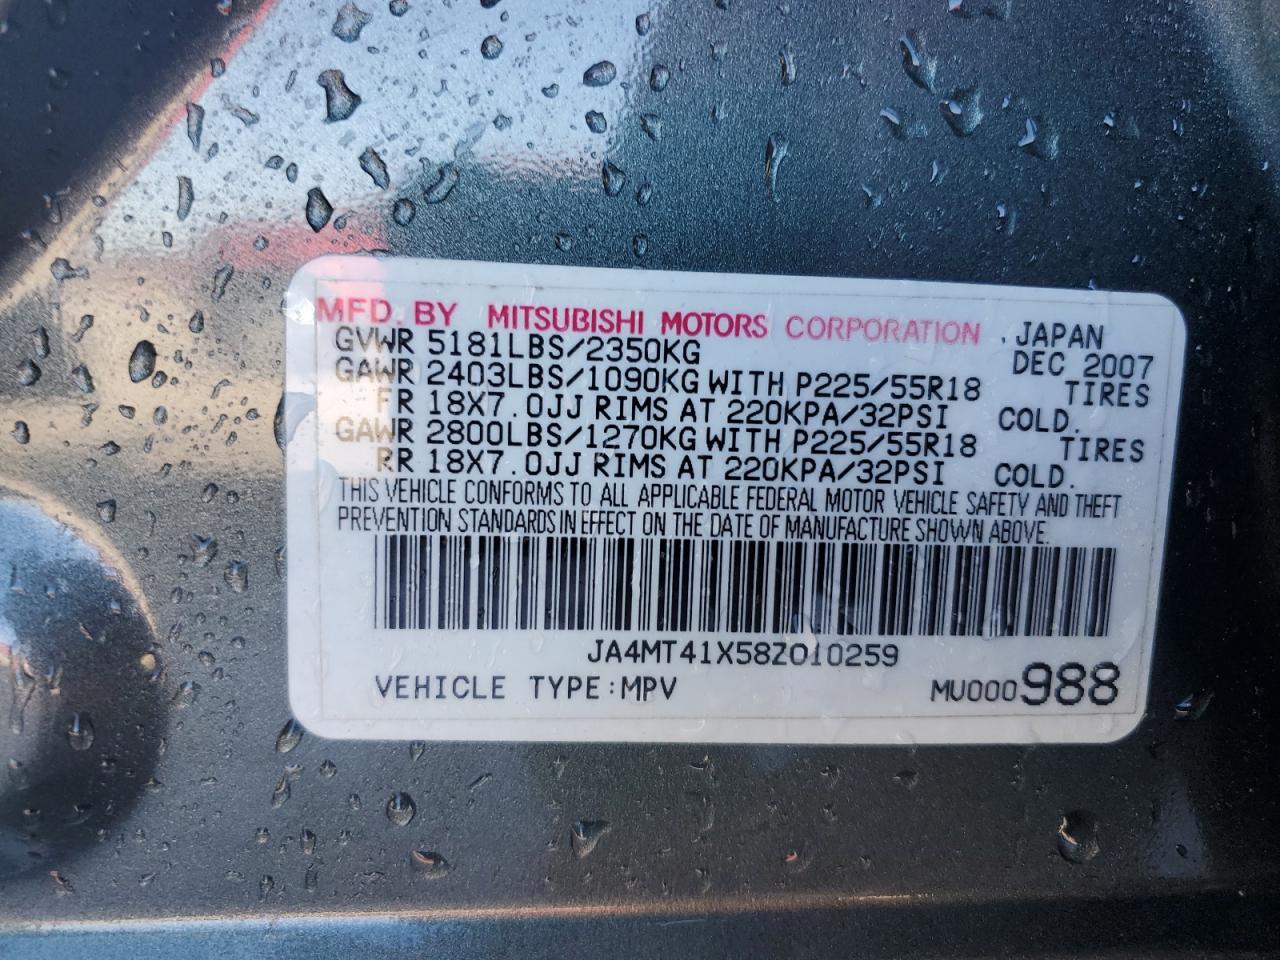 MFD. BY MITSUBISHI MOTORS CORPORATION . JAPAN
GVWR 5181LBS/2350KG DEC 2007
GAWR 2403LBS/1090KG WITH P225/55R18 TIRES
FR 18X7.0JJ RIMS AT 220KPA/32PSI COLD.
GAWR 2800LBS/1270KG WITH P225/55R18 TIRES
RR 18X7.0JJ RIMS AT 220KPA/32PSI COLD.
THIS VEHICLE CONFORMS TO ALL APPLICABLE FEDERAL MOTOR VEHICLE SAFETY AND THEFT
PREVENTION STANDARDS IN EFFECT ON THE DATE OF MANUFACTURE SHOWN ABOVE.
JA4MT41X58Z010259
VEHICLE TYPE:MPV MU000988